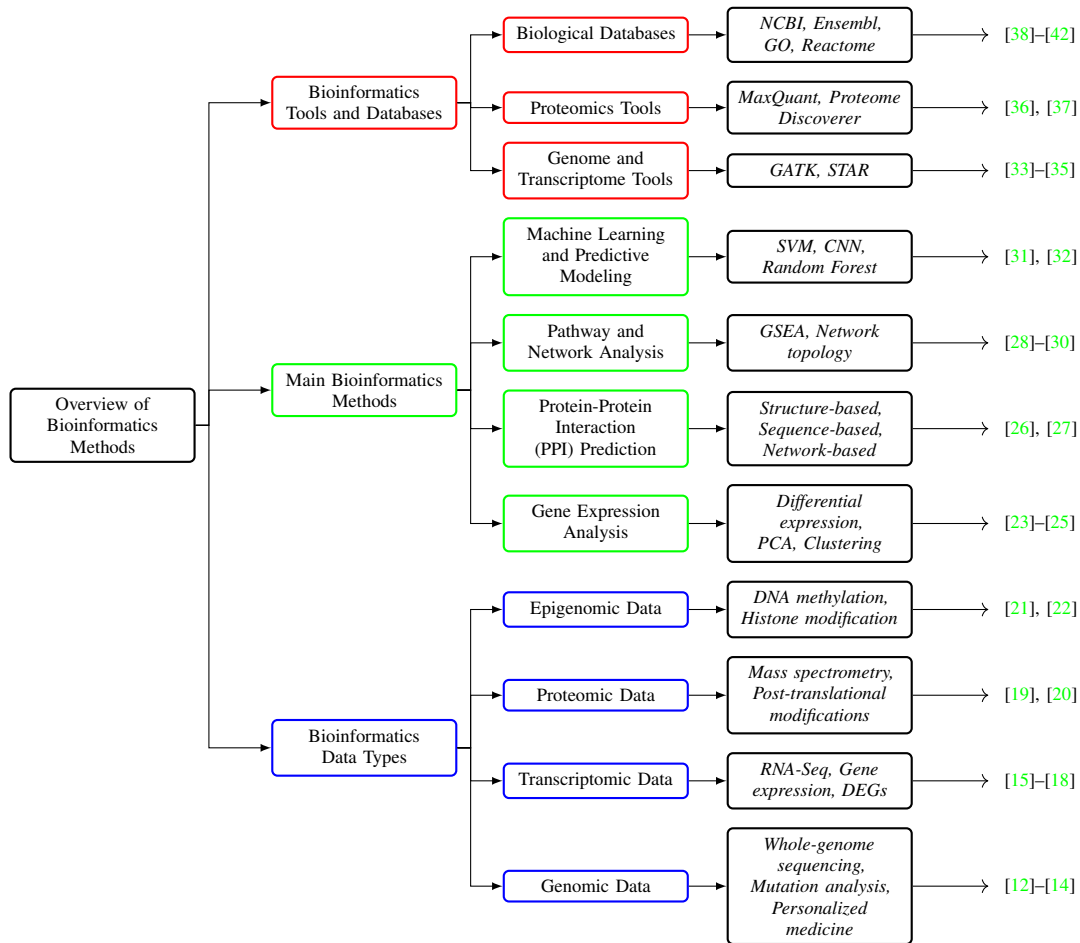 Overview of
Bioinformatics
Methods
Bioinformatics
Tools and Databases
Biological Databases
NCBI, Ensembl,
GO, Reactome
[38]–[42]
Proteomics Tools
MaxQuant, Proteome
Discoverer
[36], [37]
Genome and
Transcriptome Tools
GATK, STAR
[33]–[35]
Main Bioinformatics
Methods
Machine Learning
and Predictive
Modeling
SVM, CNN,
Random Forest
[31], [32]
Pathway and
Network Analysis
GSEA, Network
topology
[28]–[30]
Protein-Protein
Interaction
(PPI) Prediction
Structure-based,
Sequence-based,
Network-based
[26], [27]
Gene Expression
Analysis
Differential
expression,
PCA, Clustering
[23]–[25]
Bioinformatics
Data Types
Epigenomic Data
DNA methylation,
Histone modification
[21], [22]
Proteomic Data
Mass spectrometry,
Post-translational
modifications
[19], [20]
Transcriptomic Data
RNA-Seq, Gene
expression, DEGs
[15]–[18]
Genomic Data
Whole-genome
sequencing,
Mutation analysis,
Personalized
medicine
[12]–[14]